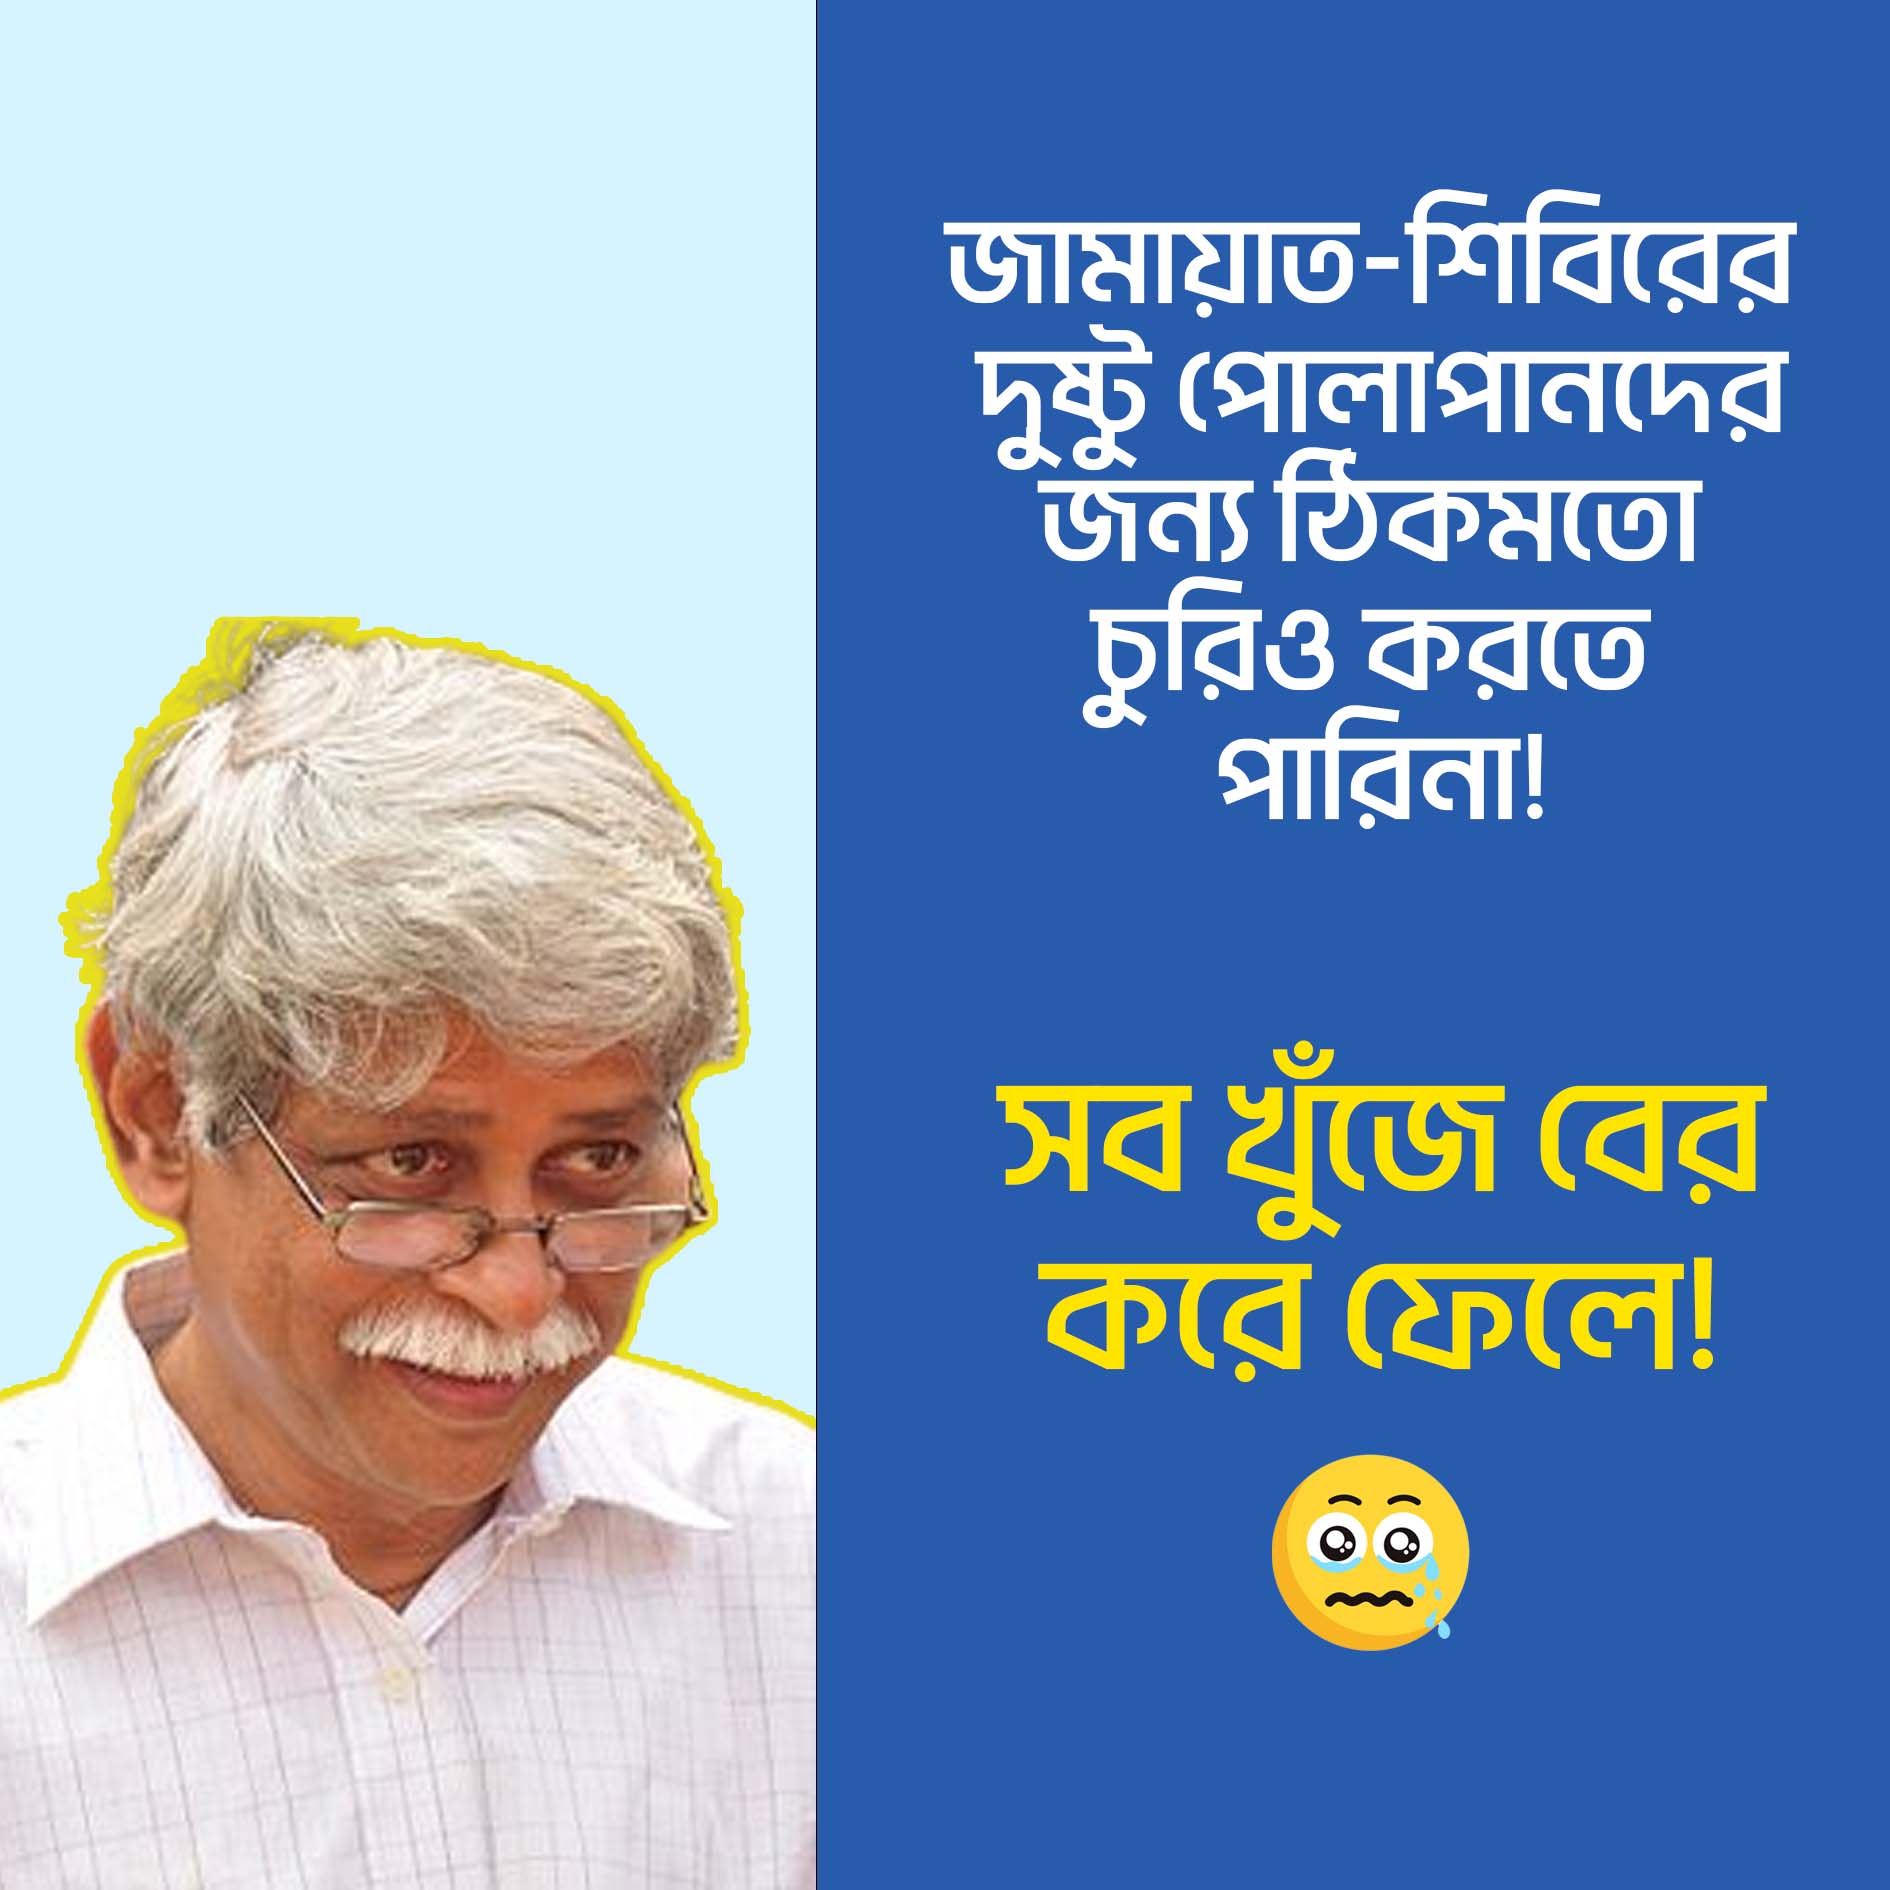 জামায়াত-শিবিরের
দুষ্টু পোলাপানদের
জন্য ঠিকমতো
চুরিও করতে
পারিনা!
সব খুঁজে বের
করে ফেলে!